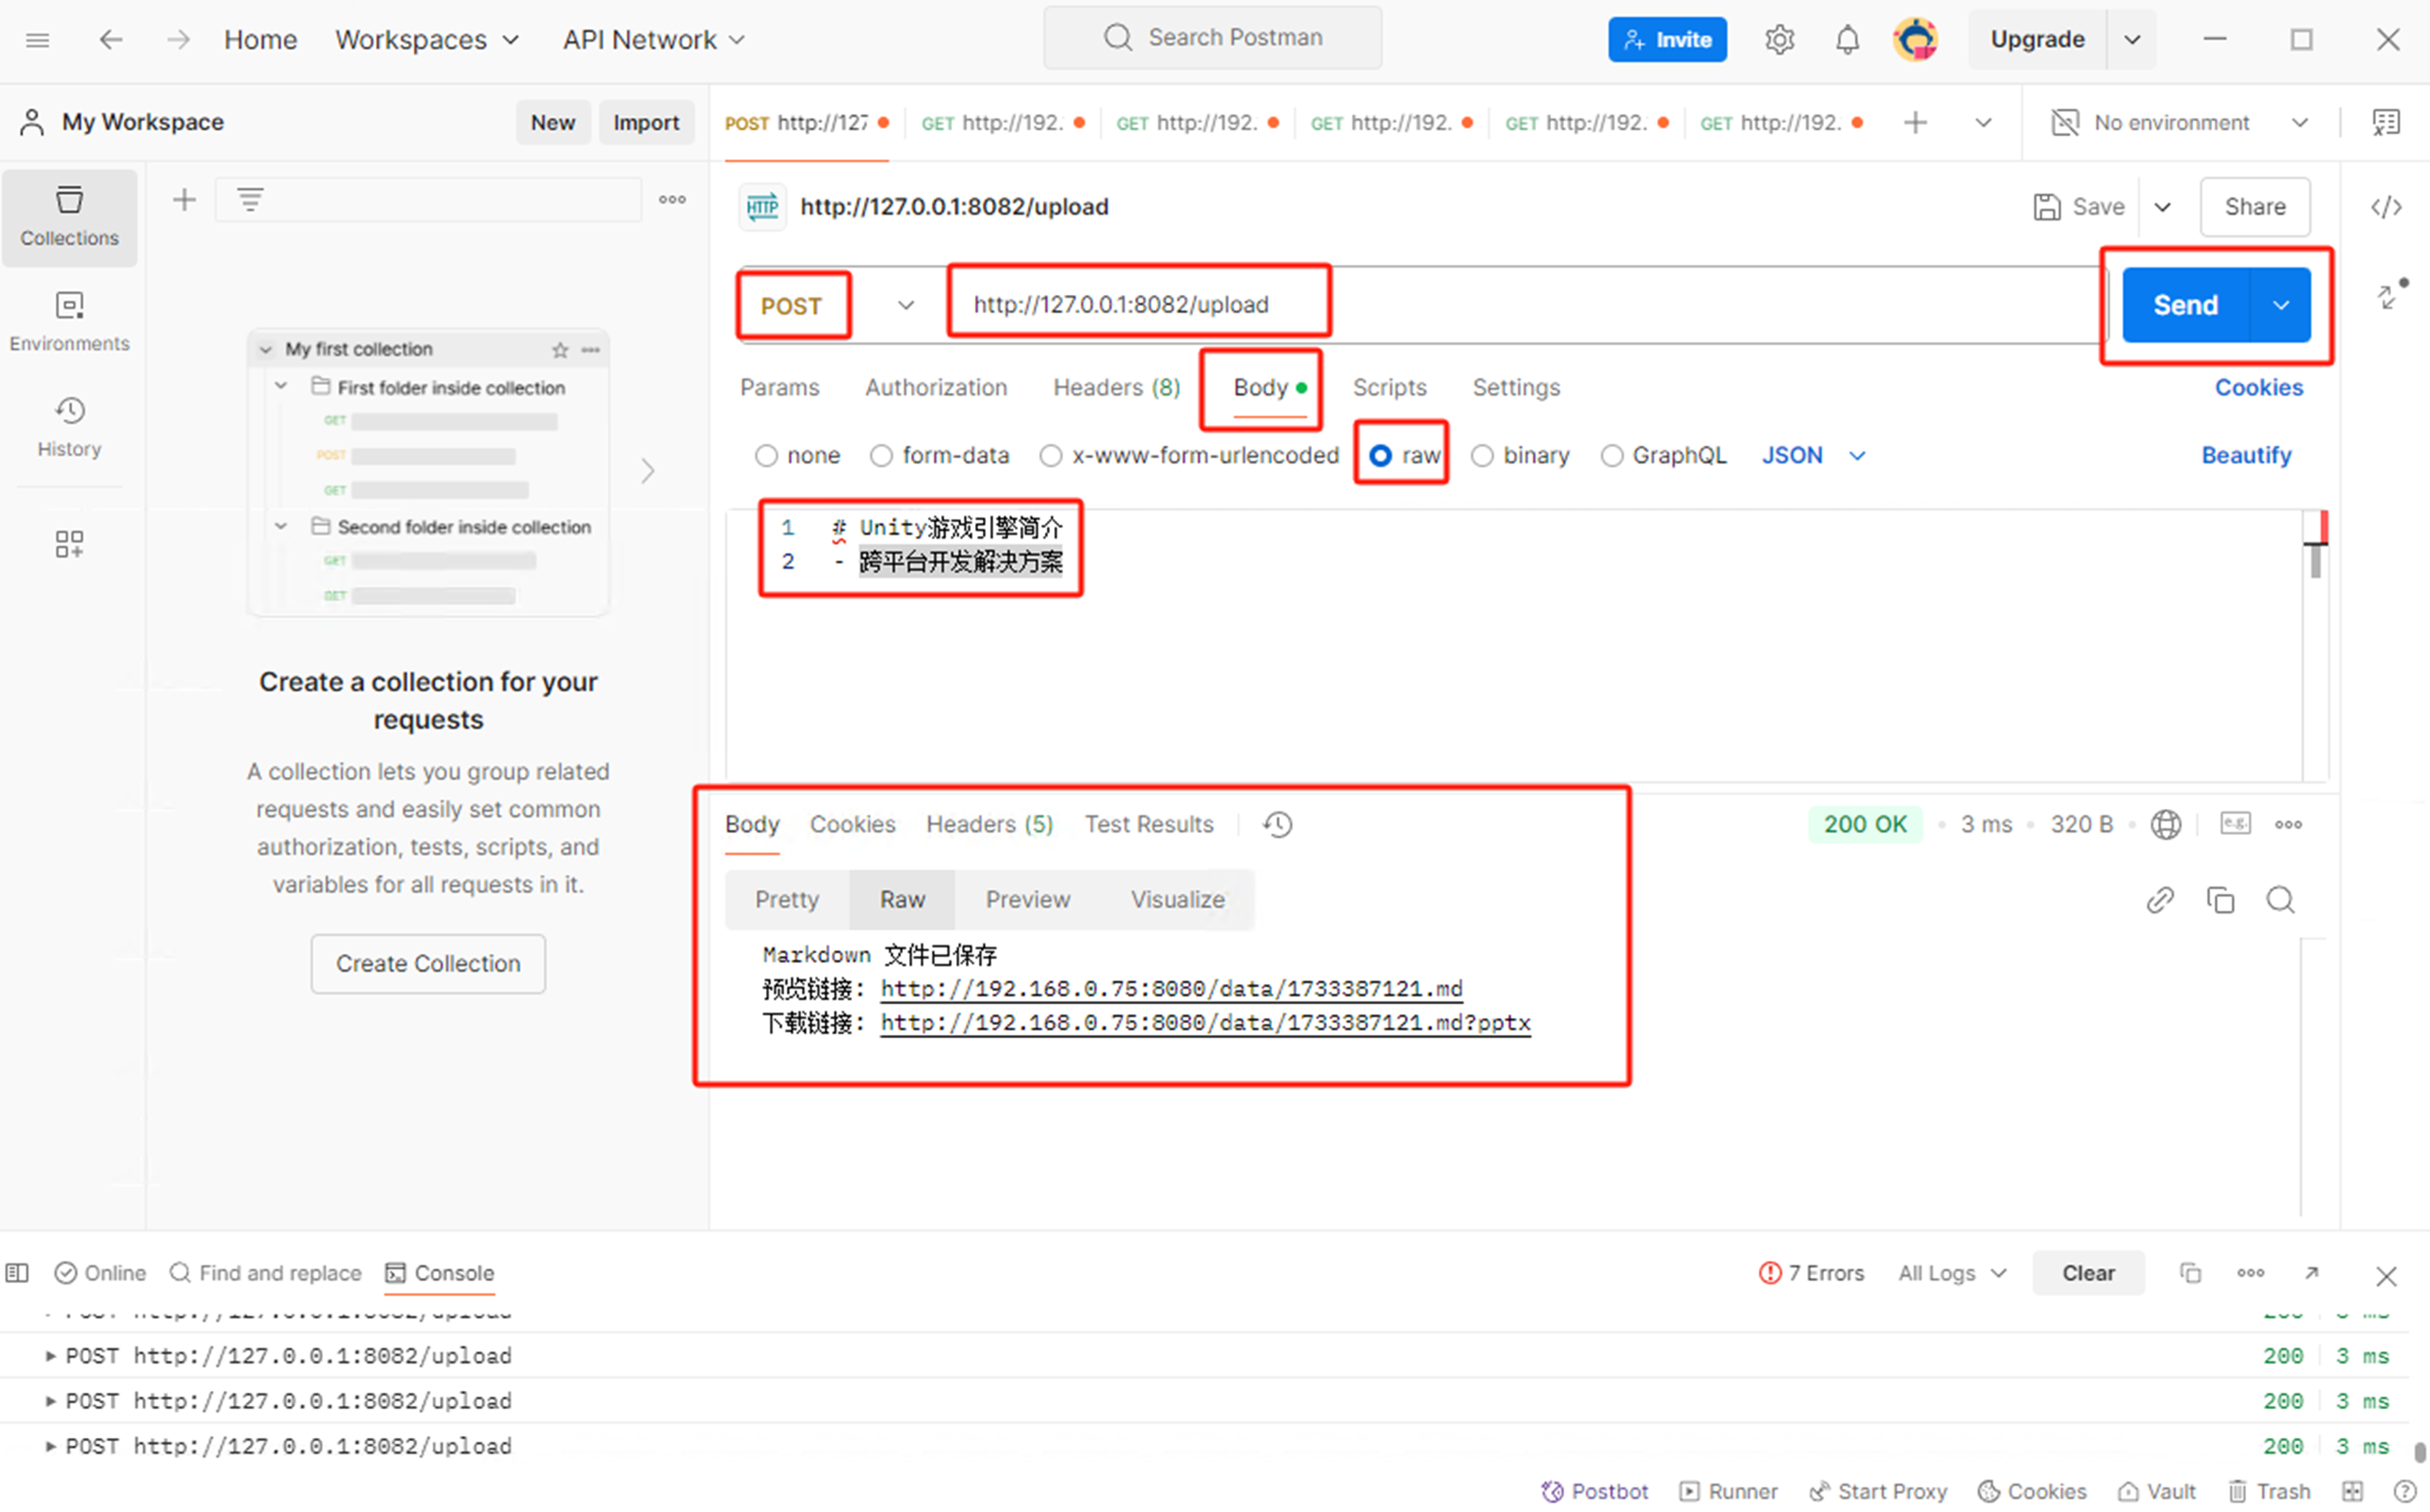 Home Workspaces API Network Search Postman Invite Upgrade
My Workspace New Import POST http://127 GET http://192. GET http://192. GET http://192. GET http://192. GET http://192. No environment
Collections
Environments
History
My first collection
First folder inside collection
GET
POST
GET
Second folder inside collection
GET
GET
Create a collection for your
requests
A collection lets you group related
requests and easily set common
authorization, tests, scripts, and
variables for all requests in it.
Create Collection
HTTP http://127.0.0.1:8082/upload Save Share
POST http://127.0.0.1:8082/upload Send
Params Authorization Headers (8) Body Scripts Settings Cookies
none form-data x-www-form-urlencoded raw binary GraphQL JSON Beautify
1 # Unity游戏引擎简介
2 - 跨平台开发解决方案
Body Cookies Headers (5) Test Results 200 OK 3 ms 320 B e.g.
Pretty Raw Preview Visualize
Markdown 文件已保存
预览链接: http://192.168.0.75:8080/data/1733387121.md
下载链接: http://192.168.0.75:8080/data/1733387121.md?pptx
Online Find and replace Console 7 Errors All Logs Clear
POST http://127.0.0.1:8082/upload 200 3 ms
POST http://127.0.0.1:8082/upload 200 3 ms
POST http://127.0.0.1:8082/upload 200 3 ms
Postbot Runner Start Proxy Cookies Vault Trash